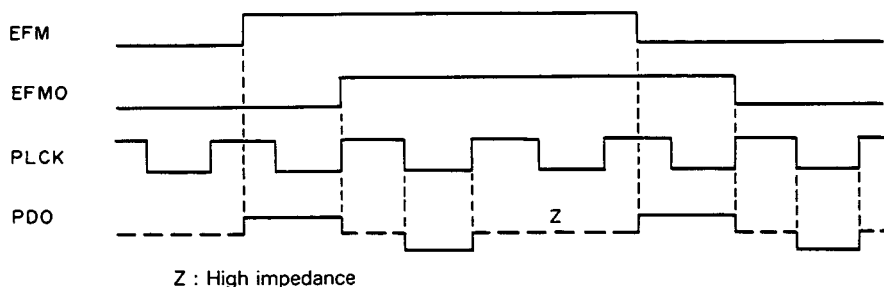 EFM
EFMO
PLCK
PDO
Z
Z : High impedance